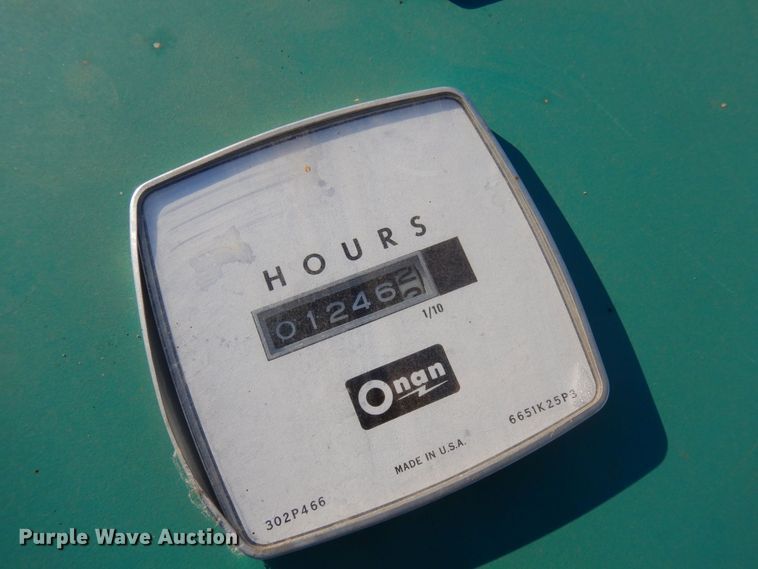 HOURS
01246
1/10
Onan
6651K25P3
MADE IN U.S.A.
302P466
Purple Wave Auction